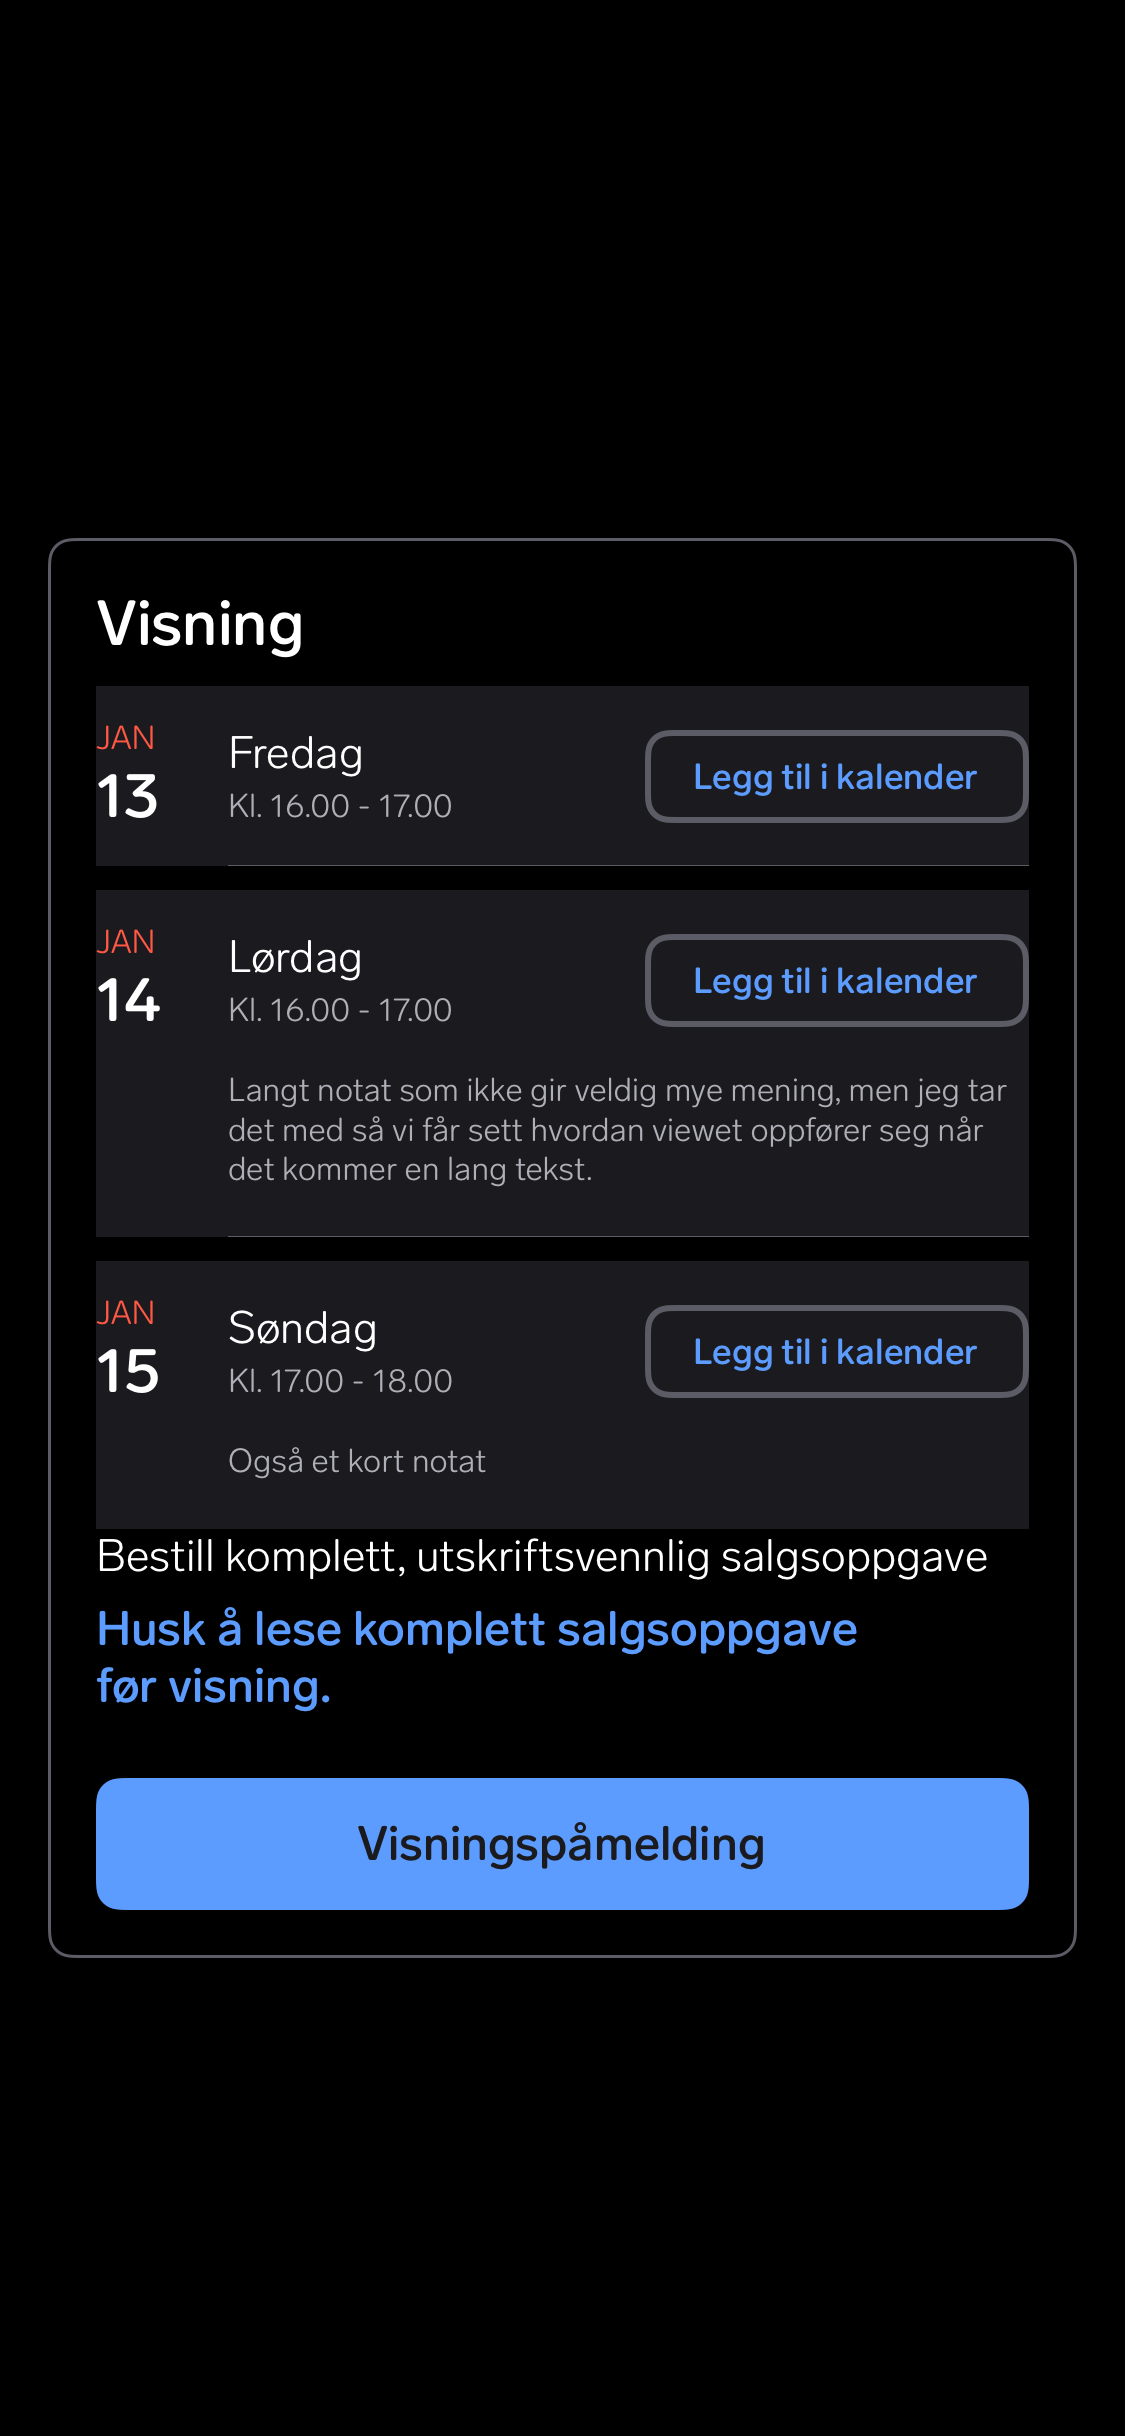 Visning
JAN
13
Fredag
Kl. 16.00 - 17.00
Legg til i kalender
JAN
14
Lørdag
Kl. 16.00 - 17.00
Legg til i kalender
Langt notat som ikke gir veldig mye mening, men jeg tar
det med så vi får sett hvordan viewet oppfører seg når
det kommer en lang tekst.
JAN
15
Søndag
Kl. 17.00 - 18.00
Legg til i kalender
Også et kort notat
Bestill komplett, utskriftsvennlig salgsoppgave
Husk å lese komplett salgsoppgave
før visning.
Visningspåmelding